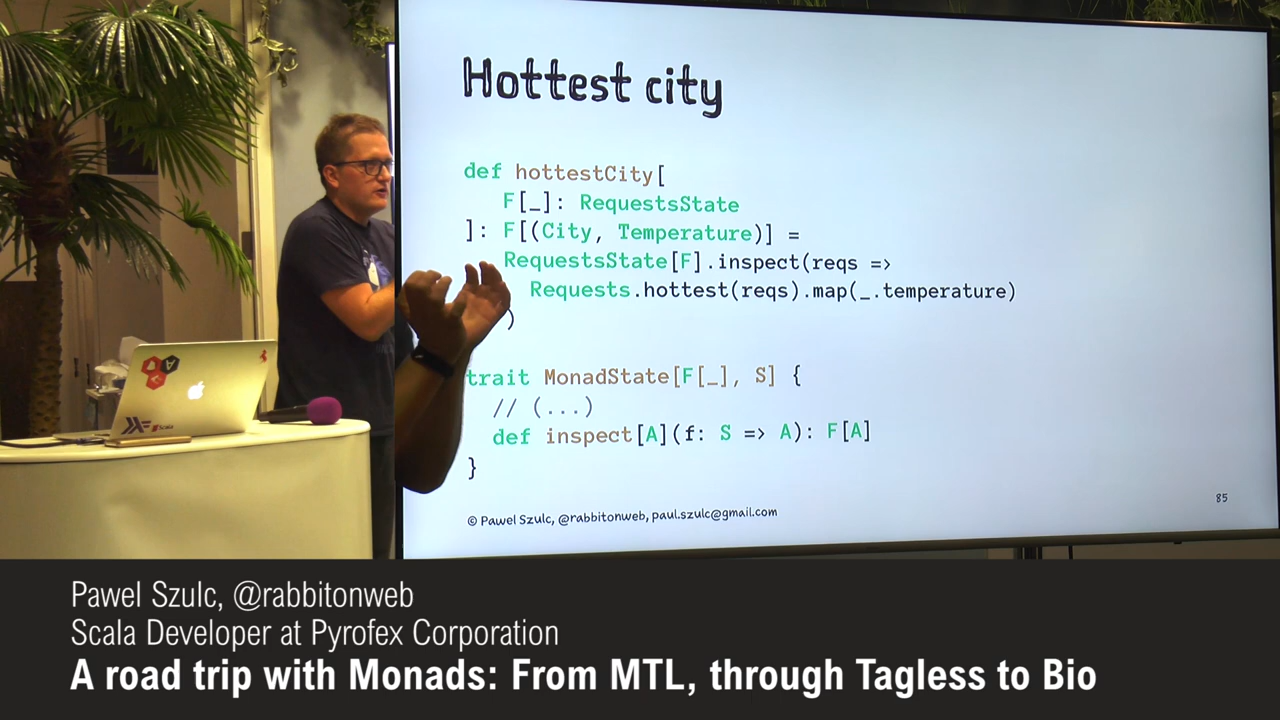 Hottest city
def hottestCity[
F[_]: RequestsState
]: F[(City, Temperature)] =
RequestsState[F].inspect(reqs =>
Requests.hottest(reqs).map(_.temperature)
)
trait MonadState[F[_], S] {
// (...)
def inspect[A](f: S => A): F[A]
}
© Pawel Szulc, @rabbitonweb, paul.szulc@gmail.com
85
Scala
Pawel Szulc, @rabbitonweb
Scala Developer at Pyrofex Corporation
A road trip with Monads: From MTL, through Tagless to Bio